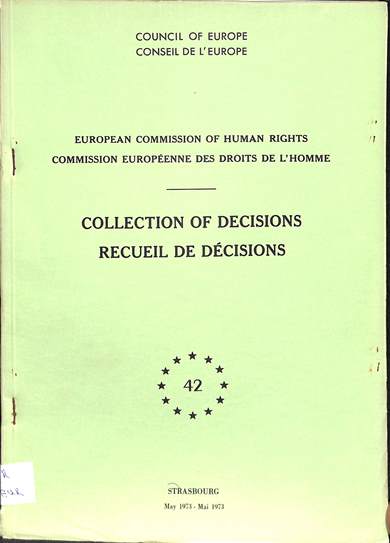 COUNCIL OF EUROPE
CONSEIL DE L'EUROPE
EUROPEAN COMMISSION OF HUMAN RIGHTS
COMMISSION EUROPÉENNE DES DROITS DE L'HOMME
COLLECTION OF DECISIONS
RECUEIL DE DÉCISIONS
42
STRASBOURG
May 1973 - Mai 1973